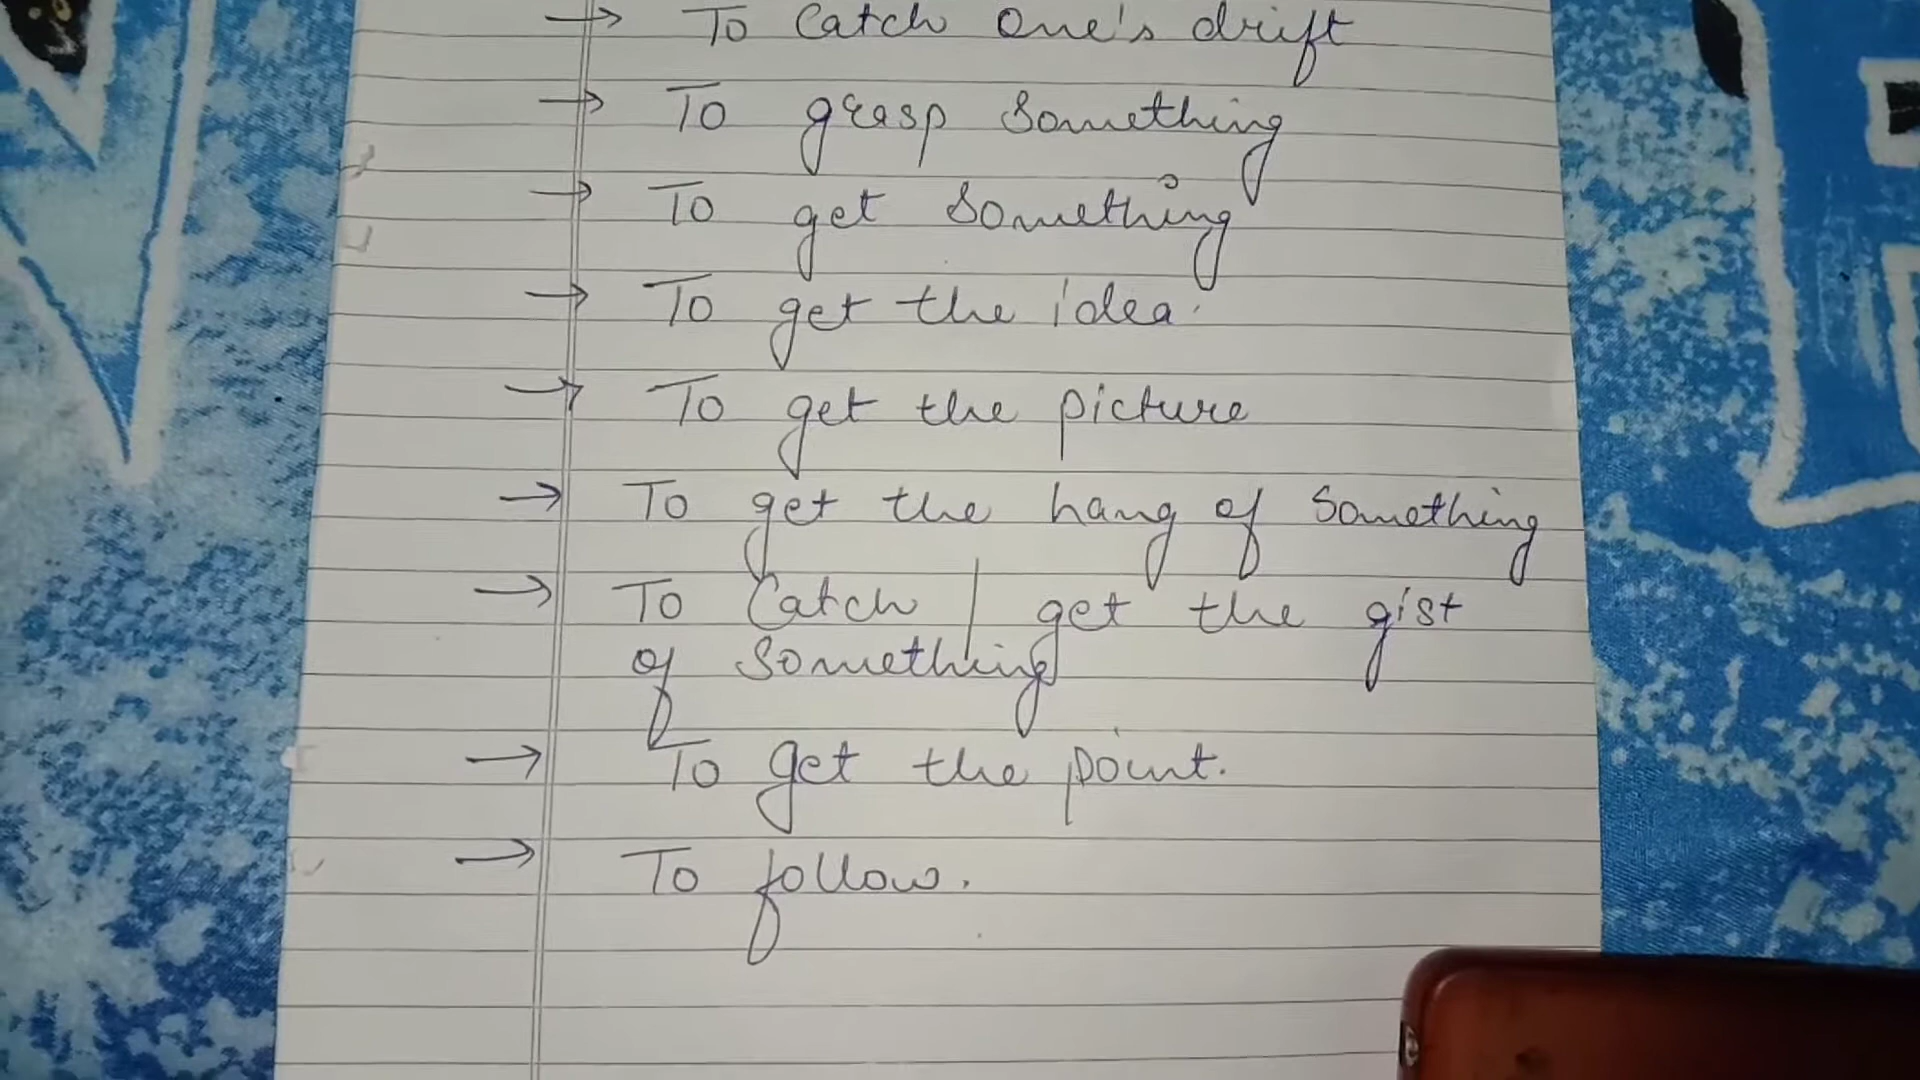 → To Catch One's drift
→ To grasp Something
→ To get Something
→ To get the idea.
→ To get the picture
→ To get the hang of Something
→ To Catch / get the gist
of Something
→ To get the point.
→ To follow.